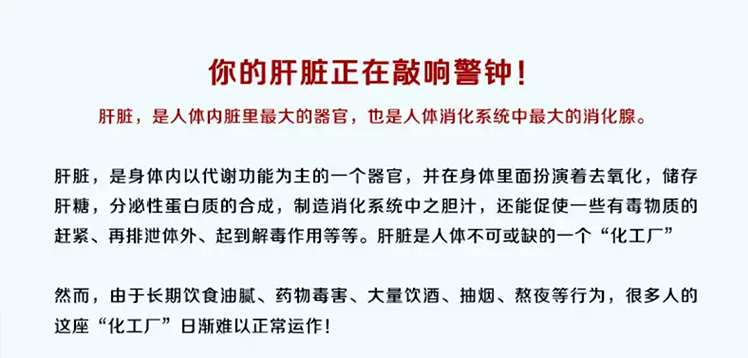 你的肝脏正在敲响警钟！
肝脏，是人体内脏里最大的器官，也是人体消化系统中最大的消化腺。
肝脏，是身体内以代谢功能为主的一个器官，并在身体里面扮演着去氧化，储存
肝糖，分泌性蛋白质的合成，制造消化系统中之胆汁，还能促使一些有毒物质的
赶紧、再排泄体外、起到解毒作用等等。肝脏是人体不可或缺的一个“化工厂”
然而，由于长期饮食油腻、药物毒害、大量饮酒、抽烟、熬夜等行为，很多人的
这座“化工厂”日渐难以正常运作！